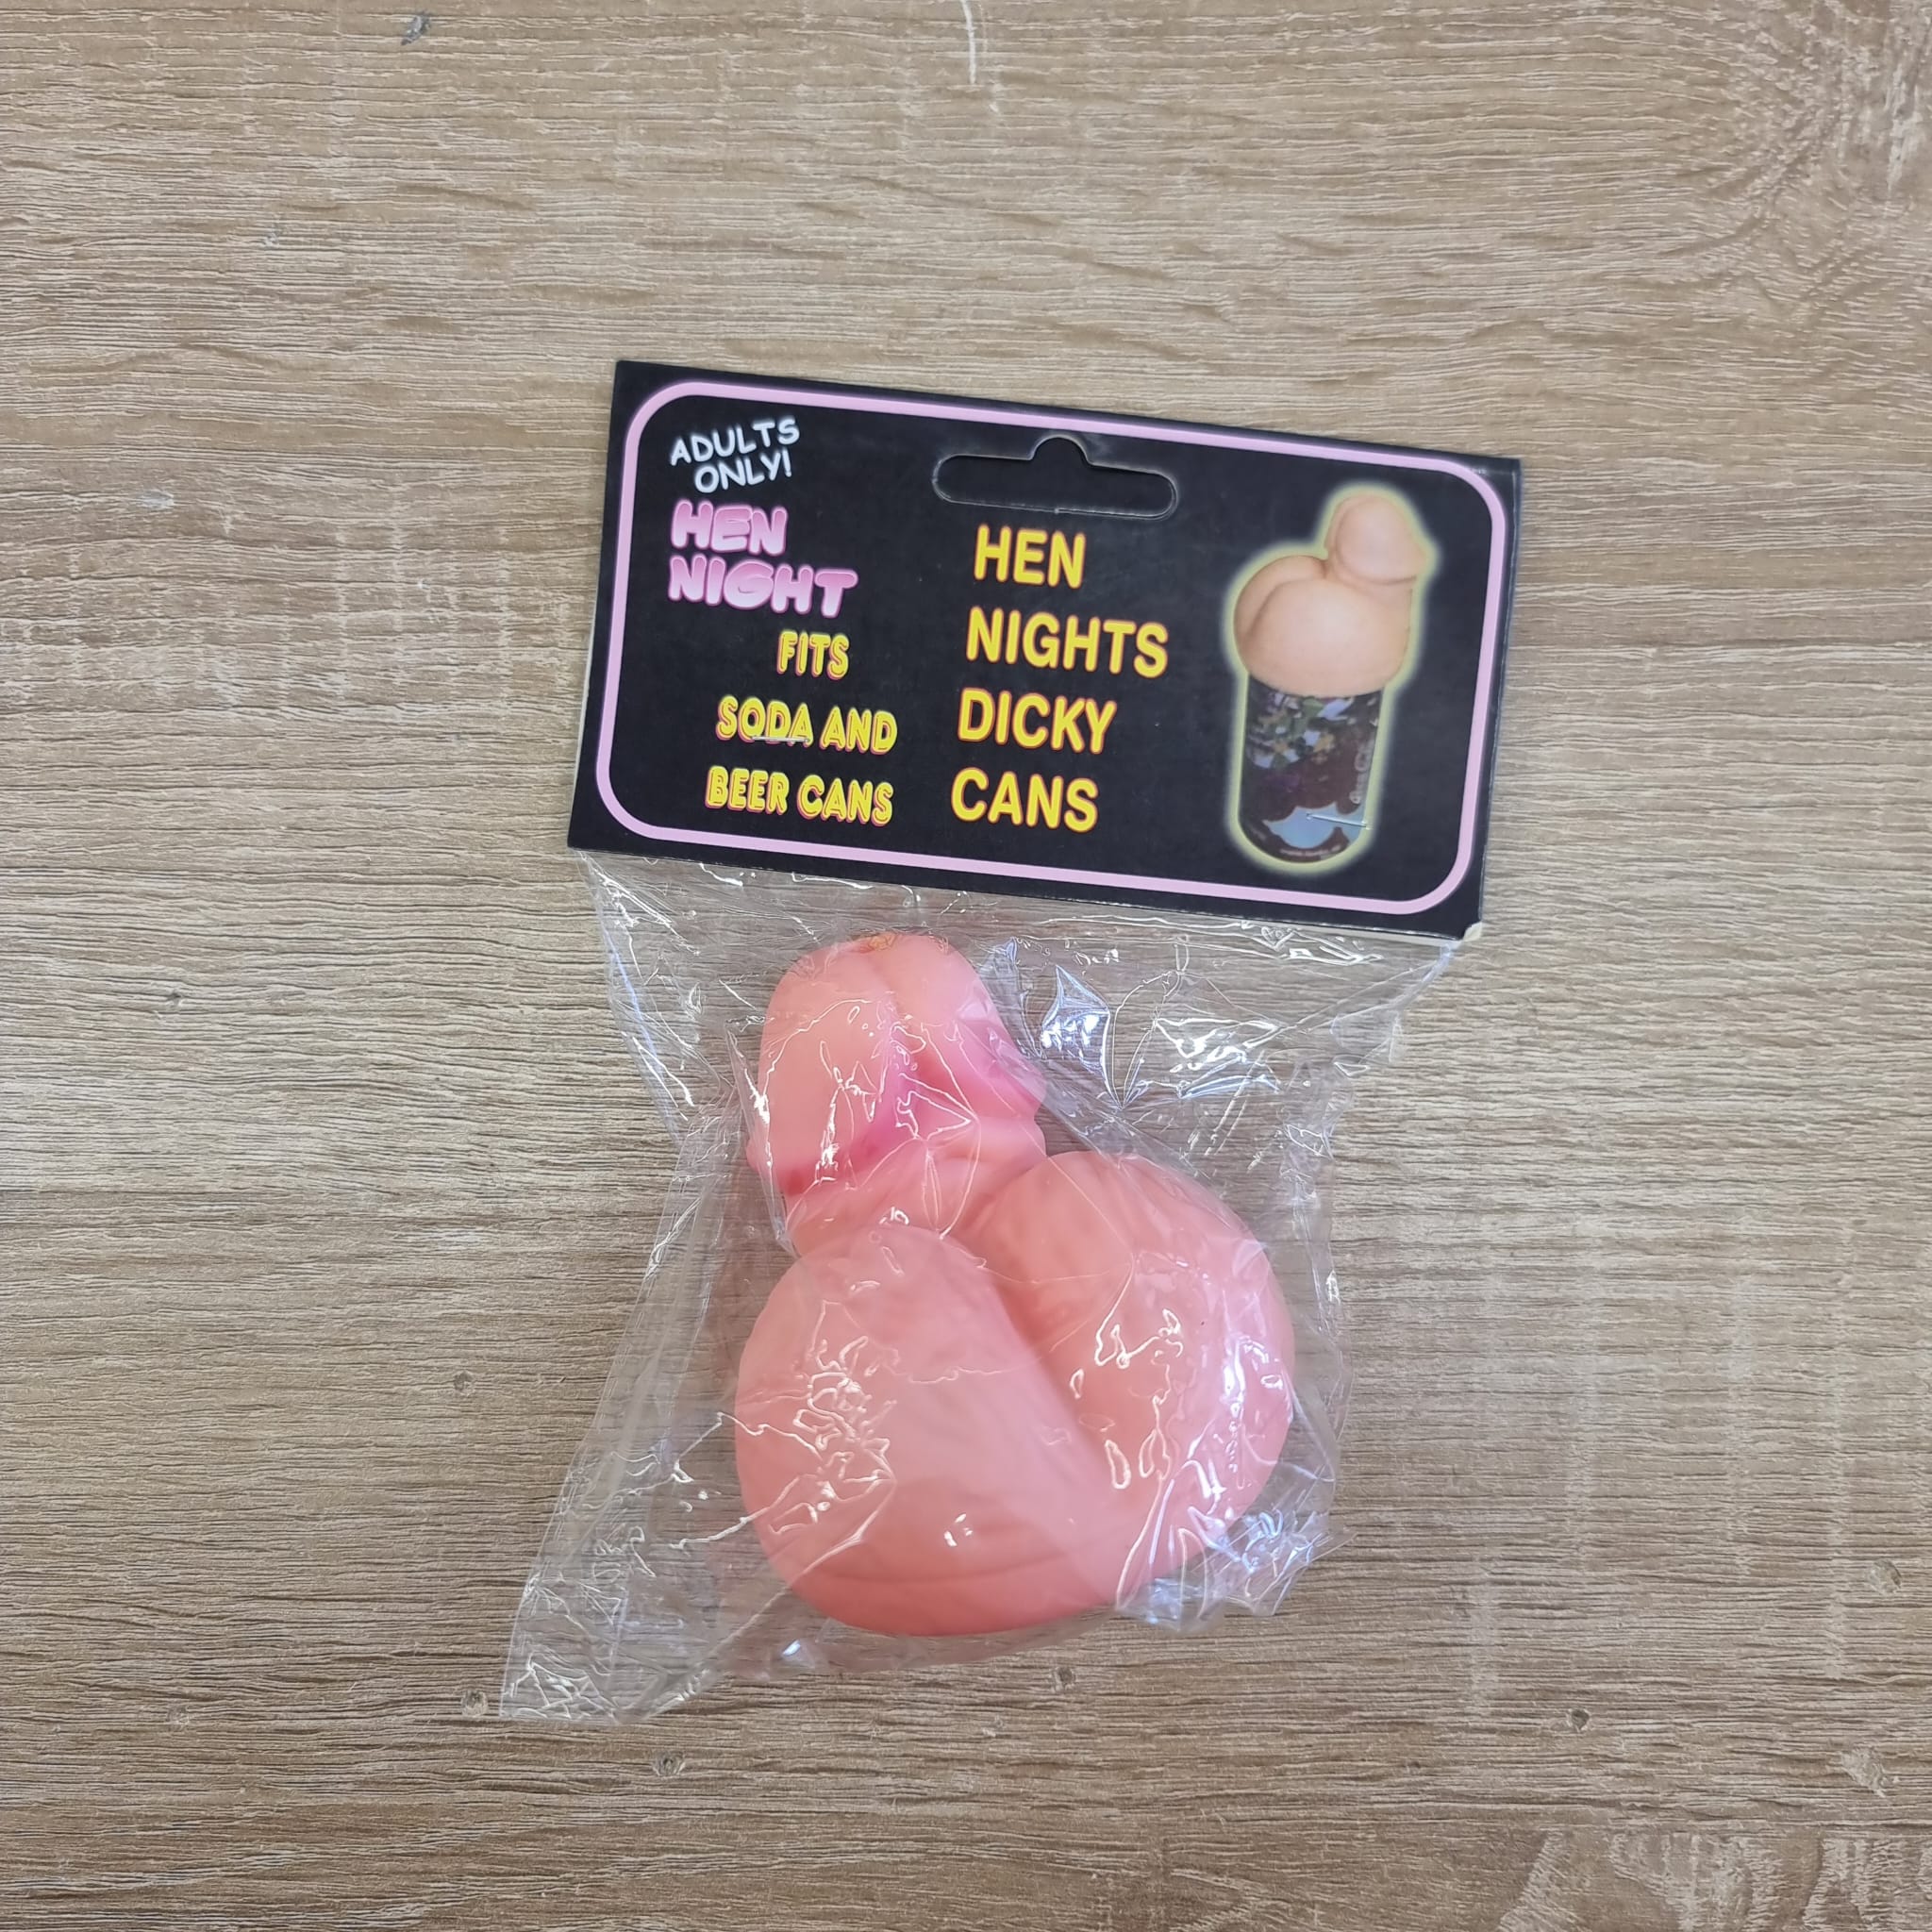 ADULTS
ONLY!
HEN
NIGHT
FITS
SODA AND
BEER CANS
HEN
NIGHTS
DICKY
CANS